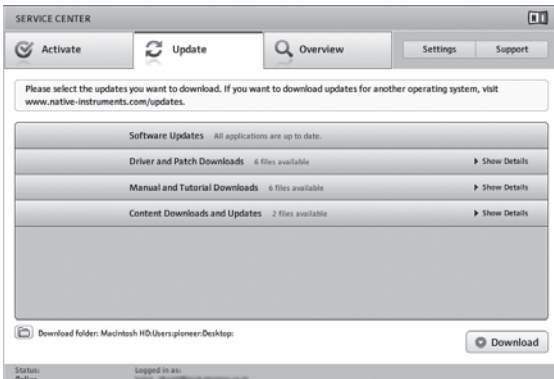 SERVICE CENTER
Activate
Update
Overview
Settings
Support
Please select the updates you want to download. If you want to download updates for another operating system, visit
www.native-instruments.com/updates.
Software Updates All applications are up to date.
Driver and Patch Downloads 6 files available Show Details
Manual and Tutorial Downloads 6 files available Show Details
Content Downloads and Updates 2 files available Show Details
Download folder: Macintosh HD:Users:pioneer:Desktop:
Download
Status: Logged in as: